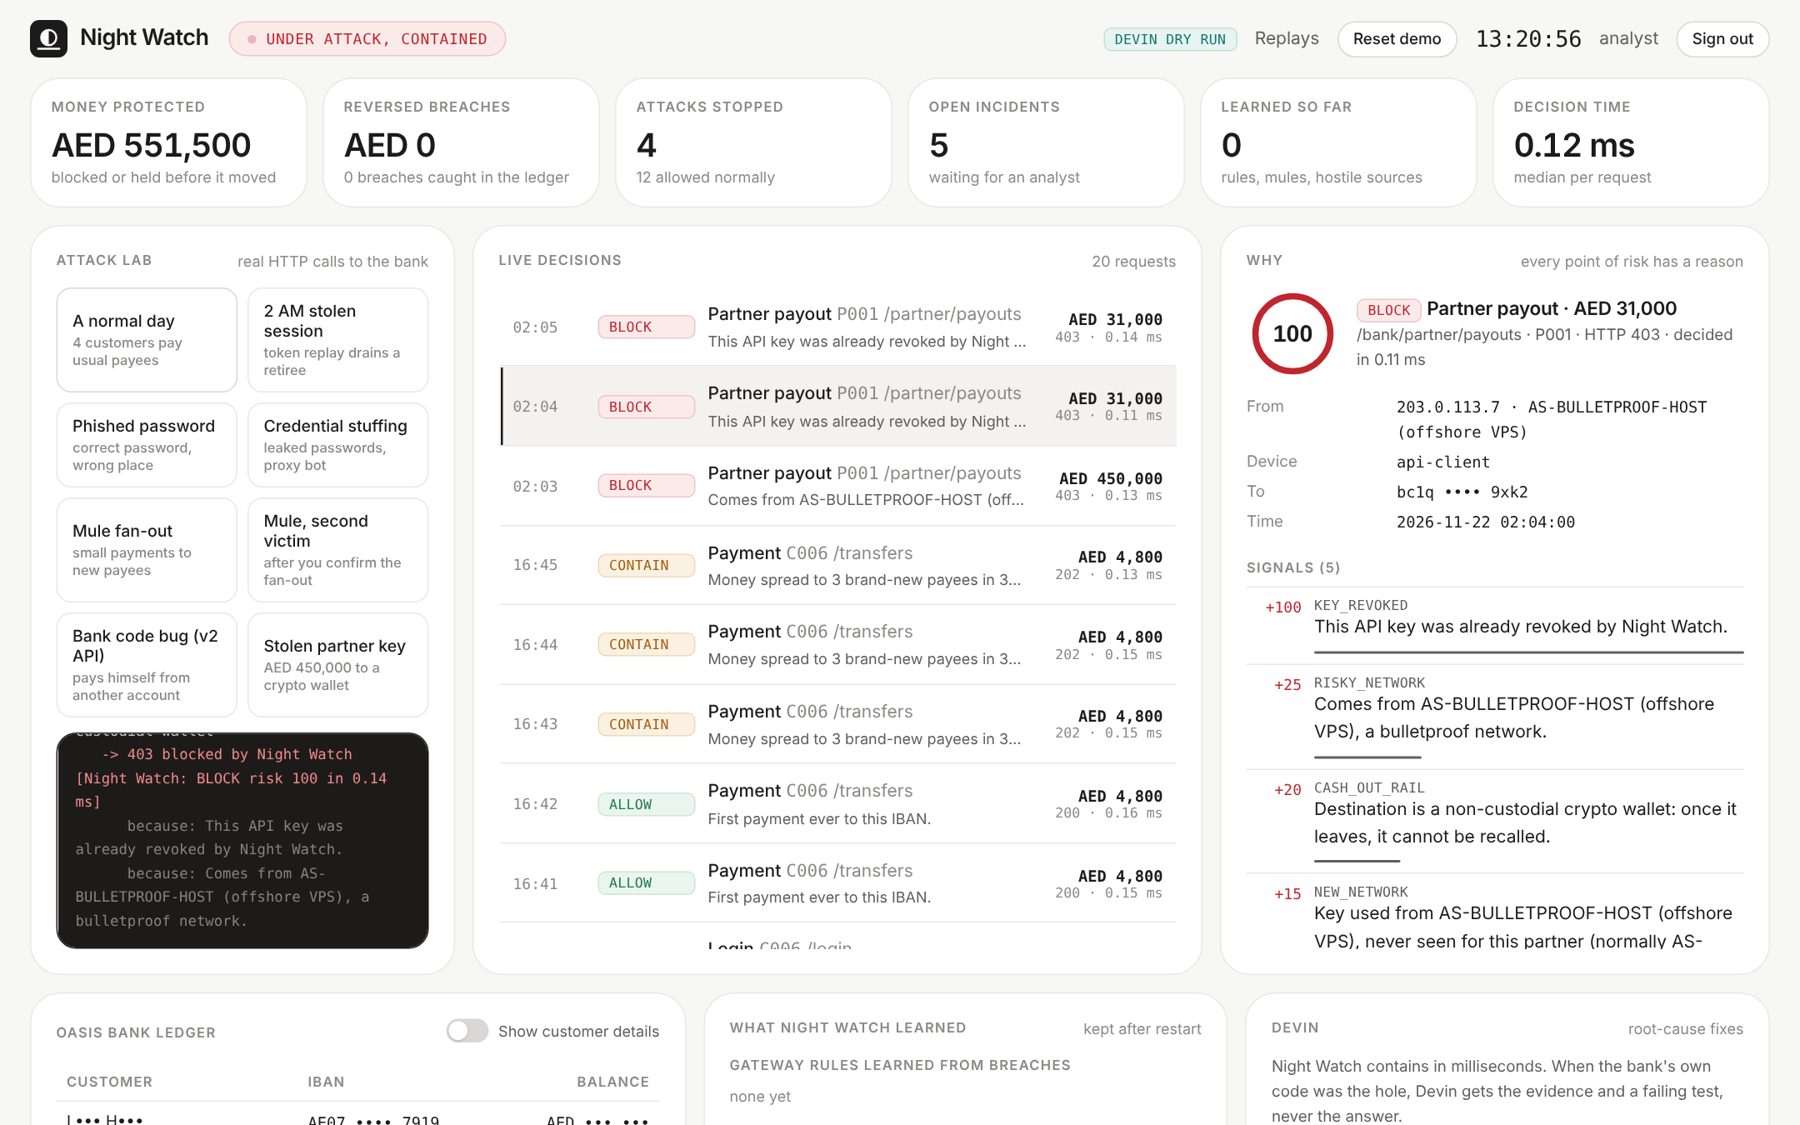 Night Watch
UNDER ATTACK, CONTAINED
DEVIN DRY RUN
Replays
Reset demo
13:20:56
analyst
Sign out
MONEY PROTECTED
AED 551,500
blocked or held before it moved
REVERSED BREACHES
AED 0
0 breaches caught in the ledger
ATTACKS STOPPED
4
12 allowed normally
OPEN INCIDENTS
5
waiting for an analyst
LEARNED SO FAR
0
rules, mules, hostile sources
DECISION TIME
0.12 ms
median per request
ATTACK LAB
real HTTP calls to the bank
A normal day
4 customers pay
usual payees
2 AM stolen
session
token replay drains a
retiree
Phished password
correct password,
wrong place
Credential stuffing
leaked passwords,
proxy bot
Mule fan-out
small payments to
new payees
Mule, second
victim
after you confirm the
fan-out
Bank code bug (v2
API)
pays himself from
another account
Stolen partner key
AED 450,000 to a
crypto wallet
custodial wallet
-> 403 blocked by Night Watch
[Night Watch: BLOCK risk 100 in 0.14
ms]
because: This API key was
already revoked by Night Watch.
because: Comes from AS-
BULLETPROOF-HOST (offshore VPS), a
bulletproof network.
LIVE DECISIONS
20 requests
02:05
BLOCK
Partner payout P001 /partner/payouts
This API key was already revoked by Night ...
AED 31,000
403 · 0.14 ms
02:04
BLOCK
Partner payout P001 /partner/payouts
This API key was already revoked by Night ...
AED 31,000
403 · 0.11 ms
02:03
BLOCK
Partner payout P001 /partner/payouts
Comes from AS-BULLETPROOF-HOST (off...
AED 450,000
403 · 0.13 ms
16:45
CONTAIN
Payment C006 /transfers
Money spread to 3 brand-new payees in 3...
AED 4,800
202 · 0.13 ms
16:44
CONTAIN
Payment C006 /transfers
Money spread to 3 brand-new payees in 3...
AED 4,800
202 · 0.15 ms
16:43
CONTAIN
Payment C006 /transfers
Money spread to 3 brand-new payees in 3...
AED 4,800
202 · 0.15 ms
16:42
ALLOW
Payment C006 /transfers
First payment ever to this IBAN.
AED 4,800
200 · 0.16 ms
16:41
ALLOW
Payment C006 /transfers
First payment ever to this IBAN.
AED 4,800
200 · 0.15 ms
Login C006 /login
WHY
every point of risk has a reason
100
BLOCK Partner payout · AED 31,000
/bank/partner/payouts · P001 · HTTP 403 · decided
in 0.11 ms
From
203.0.113.7 · AS-BULLETPROOF-HOST
(offshore VPS)
Device
api-client
To
bc1q •••• 9xk2
Time
2026-11-22 02:04:00
SIGNALS (5)
+100
KEY_REVOKED
This API key was already revoked by Night Watch.
+25
RISKY_NETWORK
Comes from AS-BULLETPROOF-HOST (offshore
VPS), a bulletproof network.
+20
CASH_OUT_RAIL
Destination is a non-custodial crypto wallet: once it
leaves, it cannot be recalled.
+15
NEW_NETWORK
Key used from AS-BULLETPROOF-HOST (offshore
VPS), never seen for this partner (normally AS-
OASIS BANK LEDGER
Show customer details
CUSTOMER
IBAN
BALANCE
L••• H•••
AE07 •••• 7919
AED ••• •••
WHAT NIGHT WATCH LEARNED
kept after restart
GATEWAY RULES LEARNED FROM BREACHES
none yet
DEVIN
root-cause fixes
Night Watch contains in milliseconds. When the bank's own
code was the hole, Devin gets the evidence and a failing test,
never the answer.